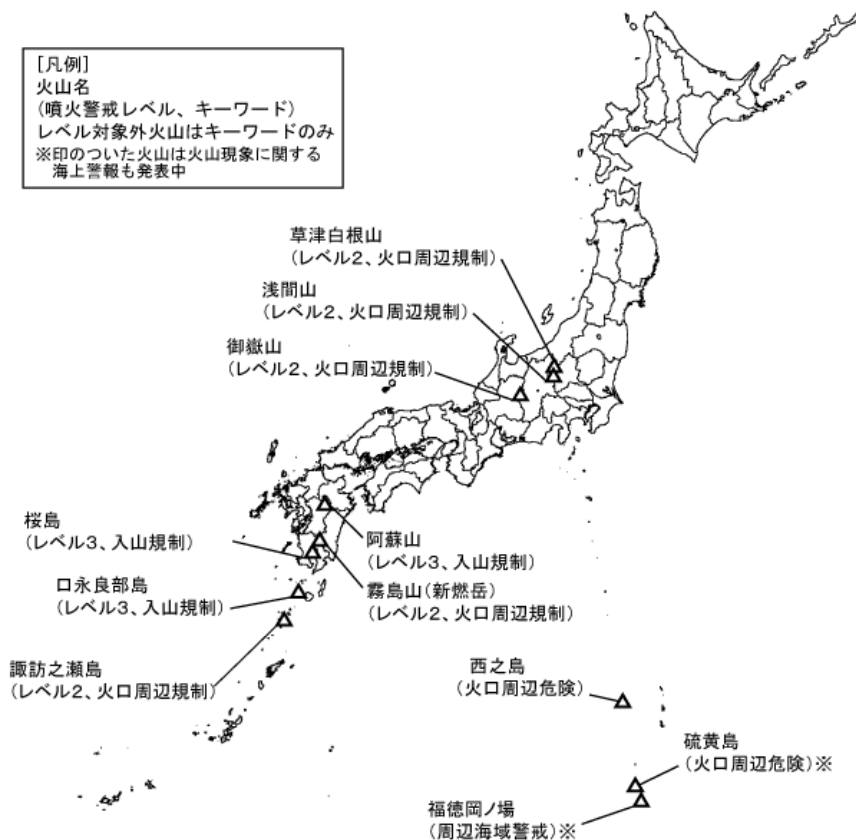 [凡例]
火山名
(噴火警戒レベル、キーワード)
レベル対象外火山はキーワードのみ
※印のついた火山は火山現象に関する
海上警報も発表中
草津白根山
(レベル2、火口周辺規制)
浅間山
(レベル2、火口周辺規制)
御嶽山
(レベル2、火口周辺規制)
桜島
(レベル3、入山規制)
阿蘇山
(レベル3、入山規制)
口永良部島
(レベル3、入山規制)
霧島山(新燃岳)
(レベル2、火口周辺規制)
諏訪之瀬島
(レベル2、火口周辺規制)
西之島
(火口周辺危険)
硫黄島
(火口周辺危険)※
福徳岡ノ場
(周辺海域警戒)※